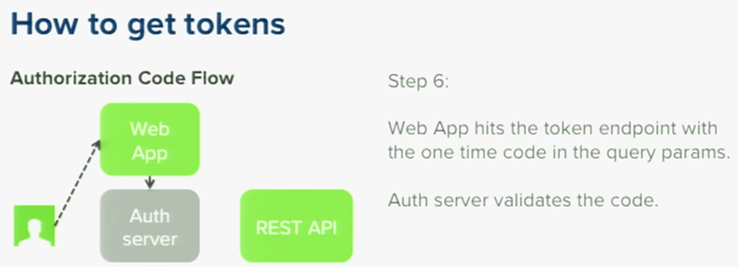 How to get tokens
Authorization Code Flow
Web
App
Auth
server
REST API
Step 6:
Web App hits the token endpoint with
the one time code in the query params.
Auth server validates the code.